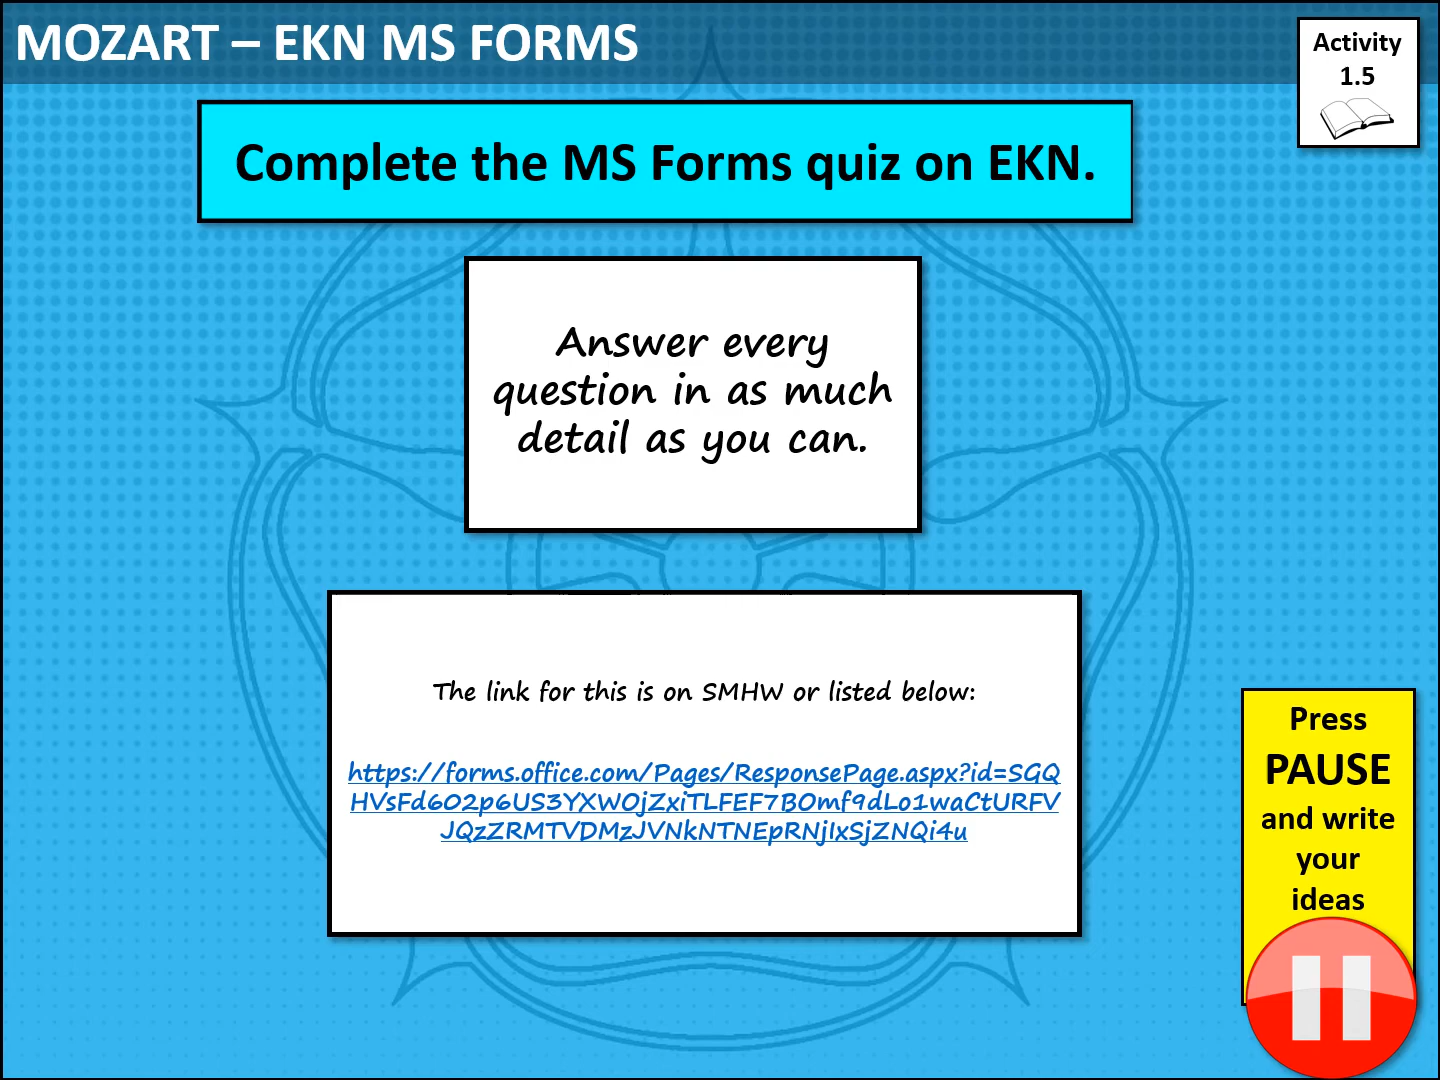 MOZART – EKN MS FORMS
Activity
1.5
Complete the MS Forms quiz on EKN.
Answer every
question in as much
detail as you can.
The link for this is on SMHW or listed below:
https://forms.office.com/Pages/ResponsePage.aspx?id=SGQ
HVsFd6O2p6US3YXWOjZxiTLFEF7BOmf9dLo1waCtURFV
JQzZRMTVDMzJVNkNTNEpRNjIxSjZNQi4u
Press
PAUSE
and write
your
ideas